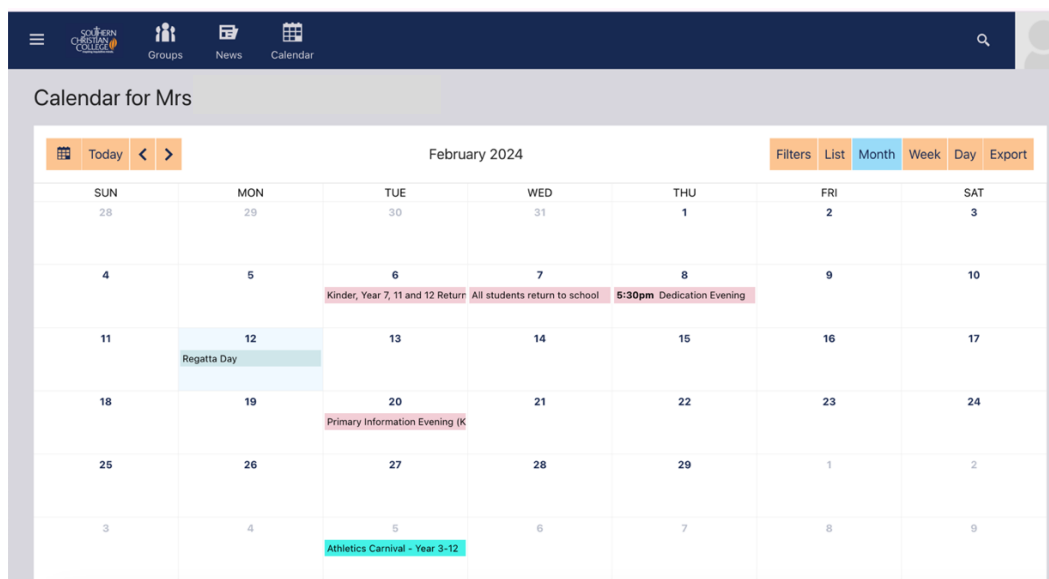 SOUTHERN
CHRISTIAN
COLLEGE
Groups
News
Calendar
Calendar for Mrs
Today
February 2024
Filters List Month Week Day Export
SUN MON TUE WED THU FRI SAT
28 29 30 31 1 2 3
4 5 6 7 8 9 10
Kinder, Year 7, 11 and 12 Return All students return to school 5:30pm Dedication Evening
11 12 13 14 15 16 17
Regatta Day
18 19 20 21 22 23 24
Primary Information Evening (K
25 26 27 28 29 1 2
3 4 5 6 7 8 9
Athletics Carnival - Year 3-12